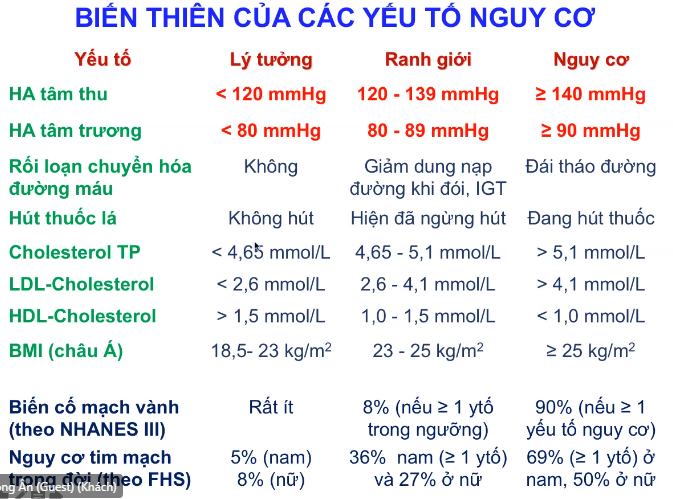 BIẾN THIÊN CỦA CÁC YẾU TỐ NGUY CƠ
Yếu tố Lý tưởng Ranh giới Nguy cơ
HA tâm thu < 120 mmHg 120 - 139 mmHg ≥ 140 mmHg
HA tâm trương < 80 mmHg 80 - 89 mmHg ≥ 90 mmHg
Rối loạn chuyển hóa Không Giảm dung nạp Đái tháo đường
đường máu đường khi đói, IGT
Hút thuốc lá Không hút Hiện đã ngừng hút Đang hút thuốc
Cholesterol TP < 4,65 mmol/L 4,65 - 5,1 mmol/L > 5,1 mmol/L
LDL-Cholesterol < 2,6 mmol/L 2,6 - 4,1 mmol/L > 4,1 mmol/L
HDL-Cholesterol > 1,5 mmol/L 1,0 - 1,5 mmol/L < 1,0 mmol/L
BMI (châu Á) 18,5- 23 kg/m² 23 - 25 kg/m² ≥ 25 kg/m²
Biến cố mạch vành Rất ít 8% (nếu ≥ 1 ytố 90% (nếu ≥ 1
(theo NHANES III) trong ngưỡng) yếu tố nguy cơ)
Nguy cơ tim mạch 5% (nam) 36% nam (≥ 1 ytố) 69% (≥ 1 ytố) ở
trong đời (theo FHS) 8% (nữ) và 27% ở nữ nam, 50% ở nữ
Ân (Guest) (Khách)